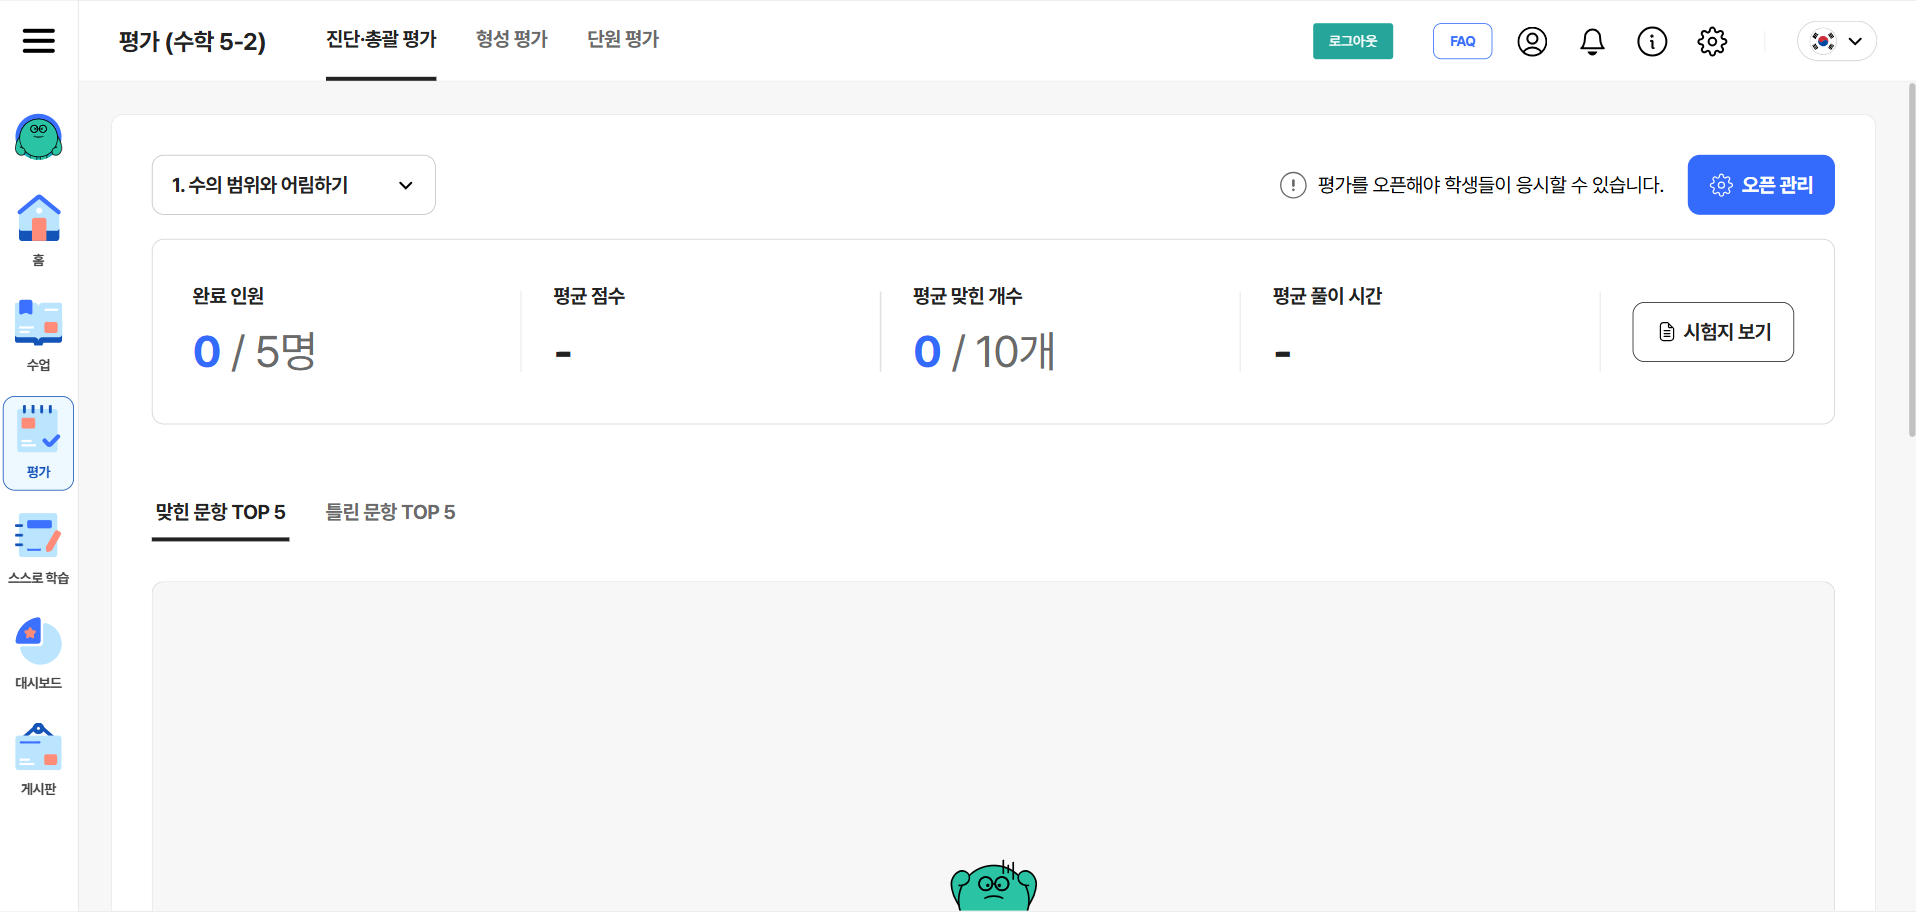 평가 (수학 5-2)
진단·총괄 평가
형성 평가
단원 평가
로그아웃
FAQ
홈
수업
평가
스스로 학습
대시보드
게시판
1. 수의 범위와 어림하기
평가를 오픈해야 학생들이 응시할 수 있습니다.
오픈 관리
완료 인원
0 / 5명
평균 점수
-
평균 맞힌 개수
0 / 10개
평균 풀이 시간
-
시험지 보기
맞힌 문항 TOP 5
틀린 문항 TOP 5